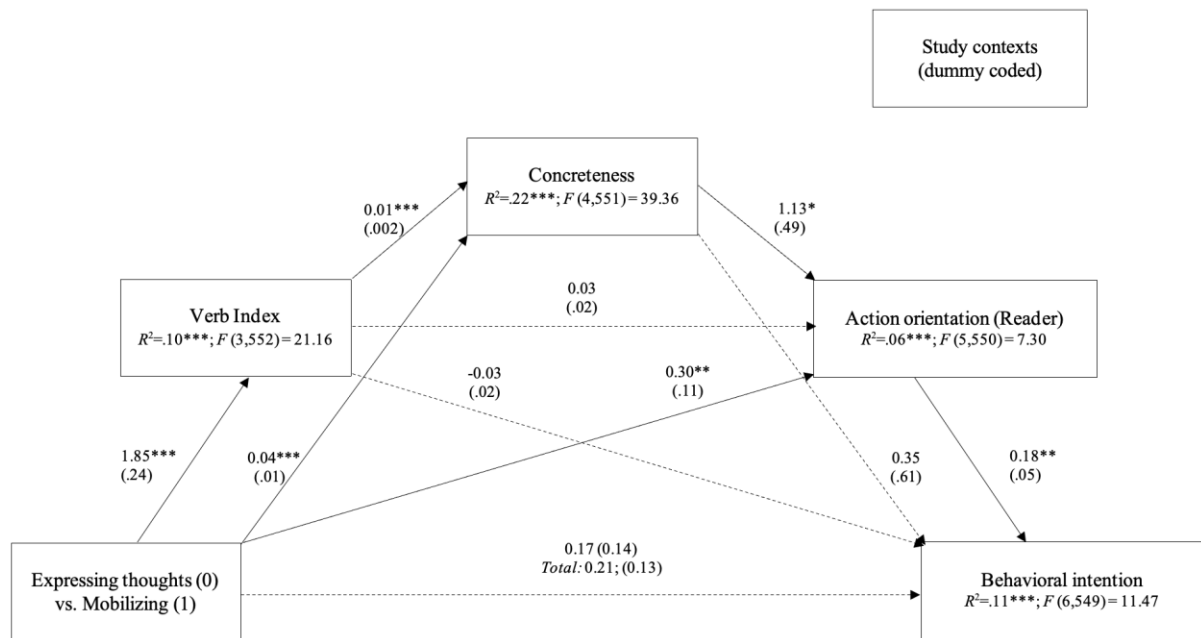 Study contexts
(dummy coded)
Concreteness
R²=.22***; F (4,551) = 39.36
0.01***
(.002)
1.13*
(.49)
Verb Index
R²=.10***; F (3,552) = 21.16
0.03
(.02)
Action orientation (Reader)
R²=.06***; F (5,550) = 7.30
-0.03
(.02)
0.30**
(.11)
1.85***
(.24)
0.04***
(.01)
0.35
(.61)
0.18**
(.05)
0.17 (0.14)
Total: 0.21; (0.13)
Expressing thoughts (0)
vs. Mobilizing (1)
Behavioral intention
R²=.11***; F (6,549) = 11.47